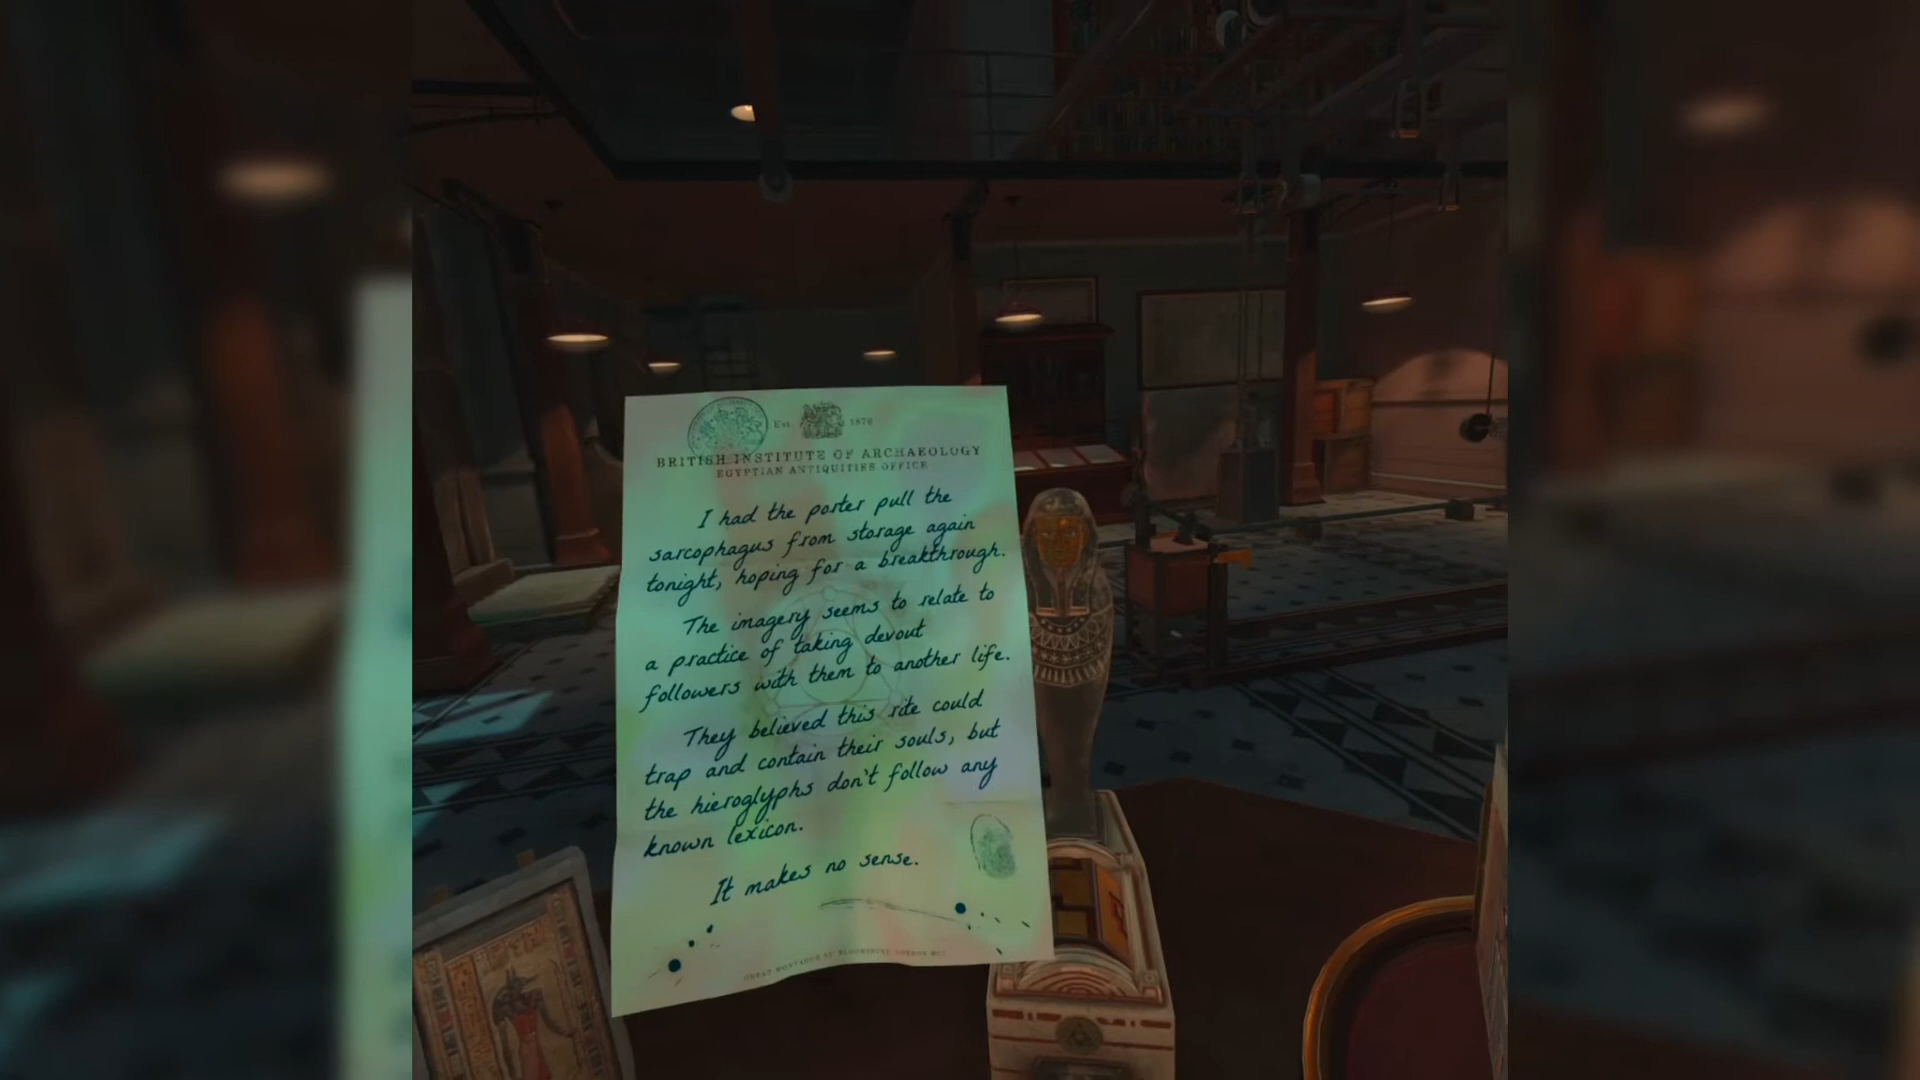 Est 1876
BRITISH INSTITUTE OF ARCHAEOLOGY
EGYPTIAN ANTIQUITIES OFFICE
I had the porter pull the
sarcophagus from storage again
tonight, hoping for a breakthrough.
The imagery seems to relate to
a practice of taking devout
followers with them to another life.
They believed this rite could
trap and contain their souls, but
the hieroglyphs don't follow any
known lexicon.
It makes no sense.